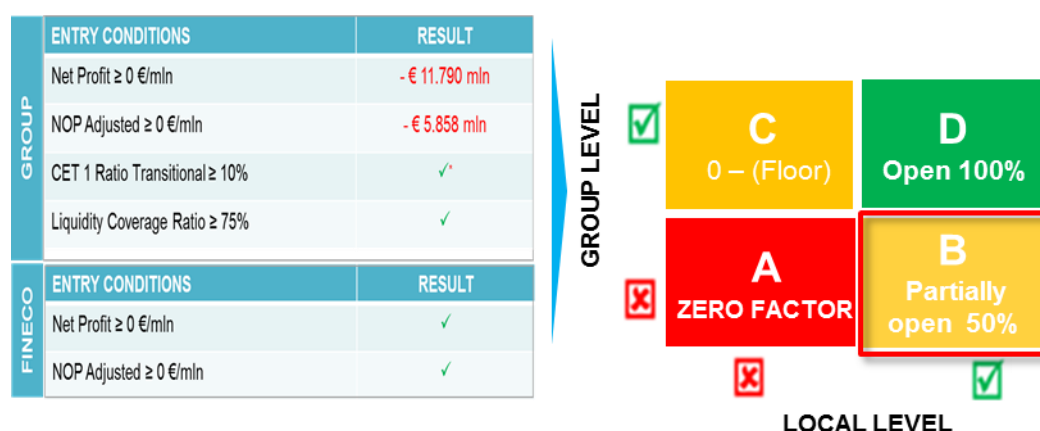 GROUP
ENTRY CONDITIONS RESULT
Net Profit ≥ 0 €/mln - € 11.790 mln
NOP Adjusted ≥ 0 €/mln - € 5.858 mln
CET 1 Ratio Transitional ≥ 10% ✓*
Liquidity Coverage Ratio ≥ 75% ✓
FINECO
ENTRY CONDITIONS RESULT
Net Profit ≥ 0 €/mln ✓
NOP Adjusted ≥ 0 €/mln ✓
GROUP LEVEL
C
0 – (Floor)
D
Open 100%
A
ZERO FACTOR
B
Partially
open 50%
LOCAL LEVEL